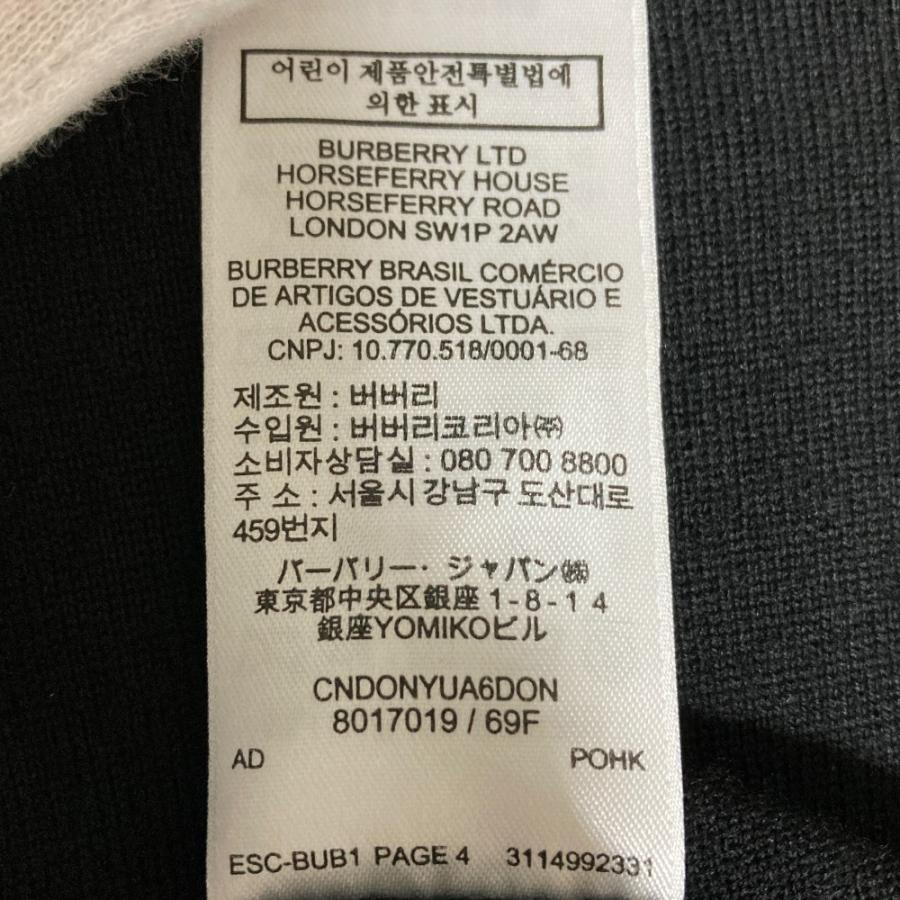 어린이 제품안전특별법에
의한 표시
BURBERRY LTD
HORSEFERRY HOUSE
HORSEFERRY ROAD
LONDON SW1P 2AW
BURBERRY BRASIL COMÉRCIO
DE ARTIGOS DE VESTUÁRIO E
ACESSÓRIOS LTDA.
CNPJ: 10.770.518/0001-68
제조원 : 버버리
수입원 : 버버리코리아㈜
소비자상담실 : 080 700 8800
주 소 : 서울시 강남구 도산대로
459번지
バーバリー・ジャパン㈱
東京都中央区銀座 1 - 8 - 1 4
銀座YOMIKOビル
CNDONYUA6DON
8017019 / 69F
AD POHK
ESC-BUB1 PAGE 4 3114992331